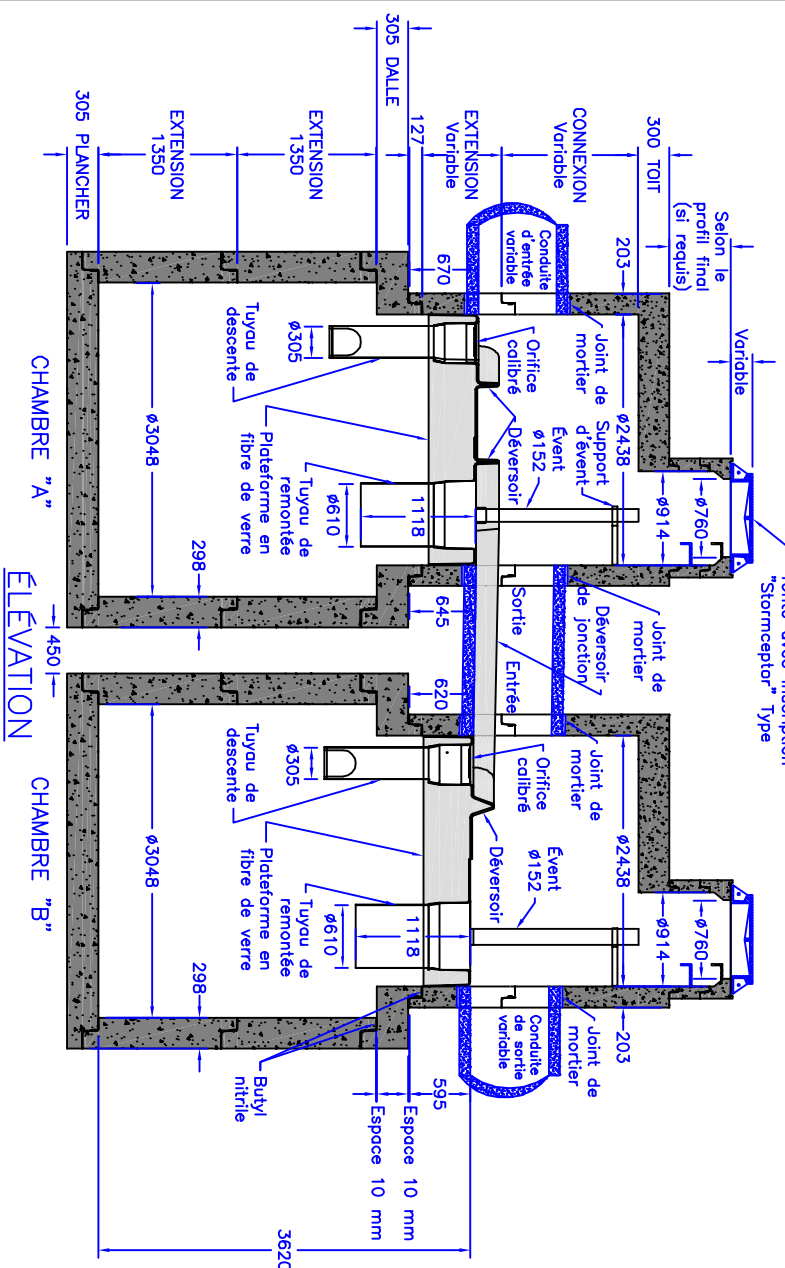 fonte avec inscription
"Stormceptor" Type
Variable
Selon le
profil final
(si requis)
300 TOIT
CONNEXION
Variable
EXTENSION
Variable
127
305 DALLE
EXTENSION
1350
EXTENSION
1350
305 PLANCHER
ø760
ø914
203
ø2438
Joint de
mortier
Support
d'évent
Évent
ø152
Déversoir
Orifice
calibré
Conduite
d'entrée
variable
670
ø305
Tuyau de
descente
1118
ø610
Tuyau de
remontée
Plateforme en
fibre de verre
ø3048
298
CHAMBRE "A"
Joint de
mortier
Déversoir
de jonction
Sortie
Entrée
645
620
450
ÉLÉVATION
ø760
ø914
ø2438
203
Joint de
mortier
Joint de
mortier
Évent
ø152
Déversoir
Orifice
calibré
Conduite
de sortie
variable
ø305
Tuyau de
descente
1118
ø610
Tuyau de
remontée
Plateforme en
fibre de verre
595
Espace 10 mm
Espace 10 mm
Butyl
nitrile
3620
ø3048
298
CHAMBRE "B"